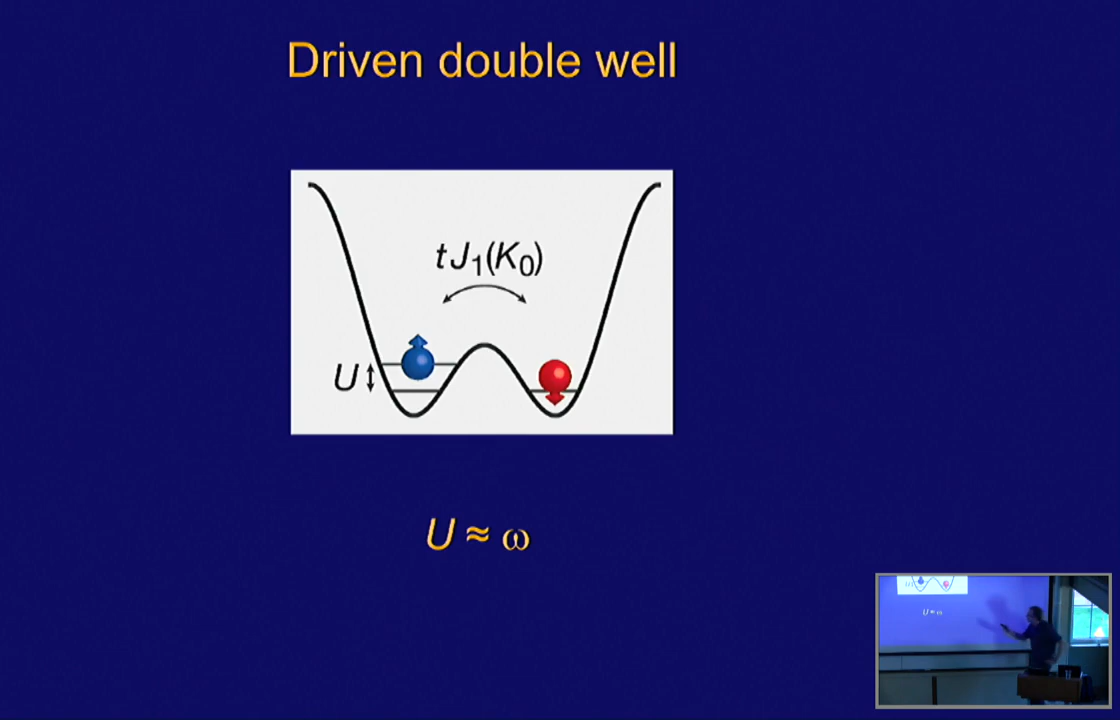 Driven double well
tJ₁(K₀)
U
U ≈ ω
U ≈ ω